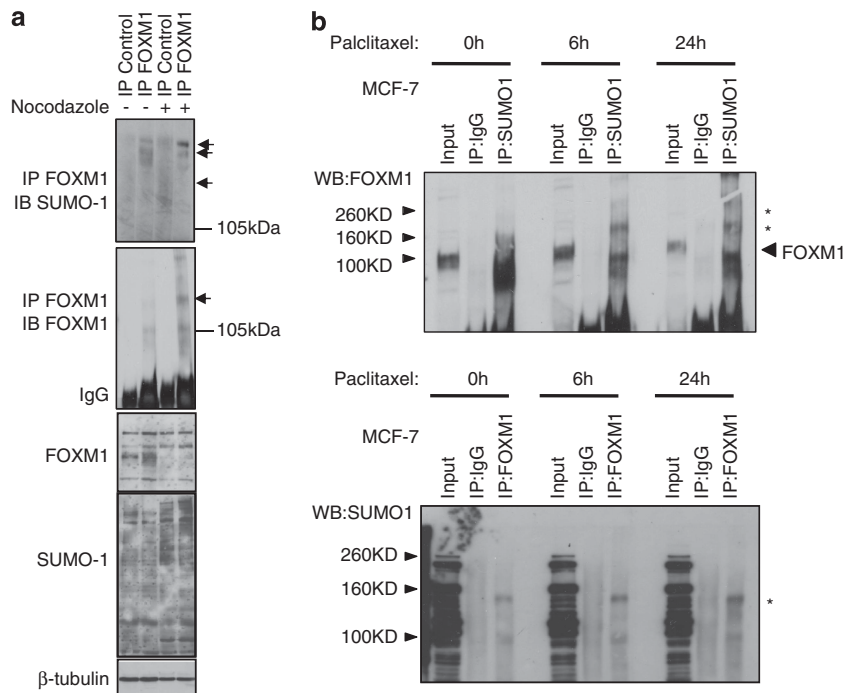 a
IP Control
IP FOXM1
IP Control
IP FOXM1
Nocodazole - - + +
IP FOXM1
IB SUMO-1
105kDa
IP FOXM1
IB FOXM1
105kDa
IgG
FOXM1
SUMO-1
β-tubulin
b
Palclitaxel: 0h 6h 24h
MCF-7
Input
IP:IgG
IP:SUMO1
Input
IP:IgG
IP:SUMO1
Input
IP:IgG
IP:SUMO1
WB:FOXM1
260KD
*
160KD
*
FOXM1
100KD
Paclitaxel: 0h 6h 24h
MCF-7
Input
IP:IgG
IP:FOXM1
Input
IP:IgG
IP:FOXM1
Input
IP:IgG
IP:FOXM1
WB:SUMO1
260KD
160KD
*
100KD